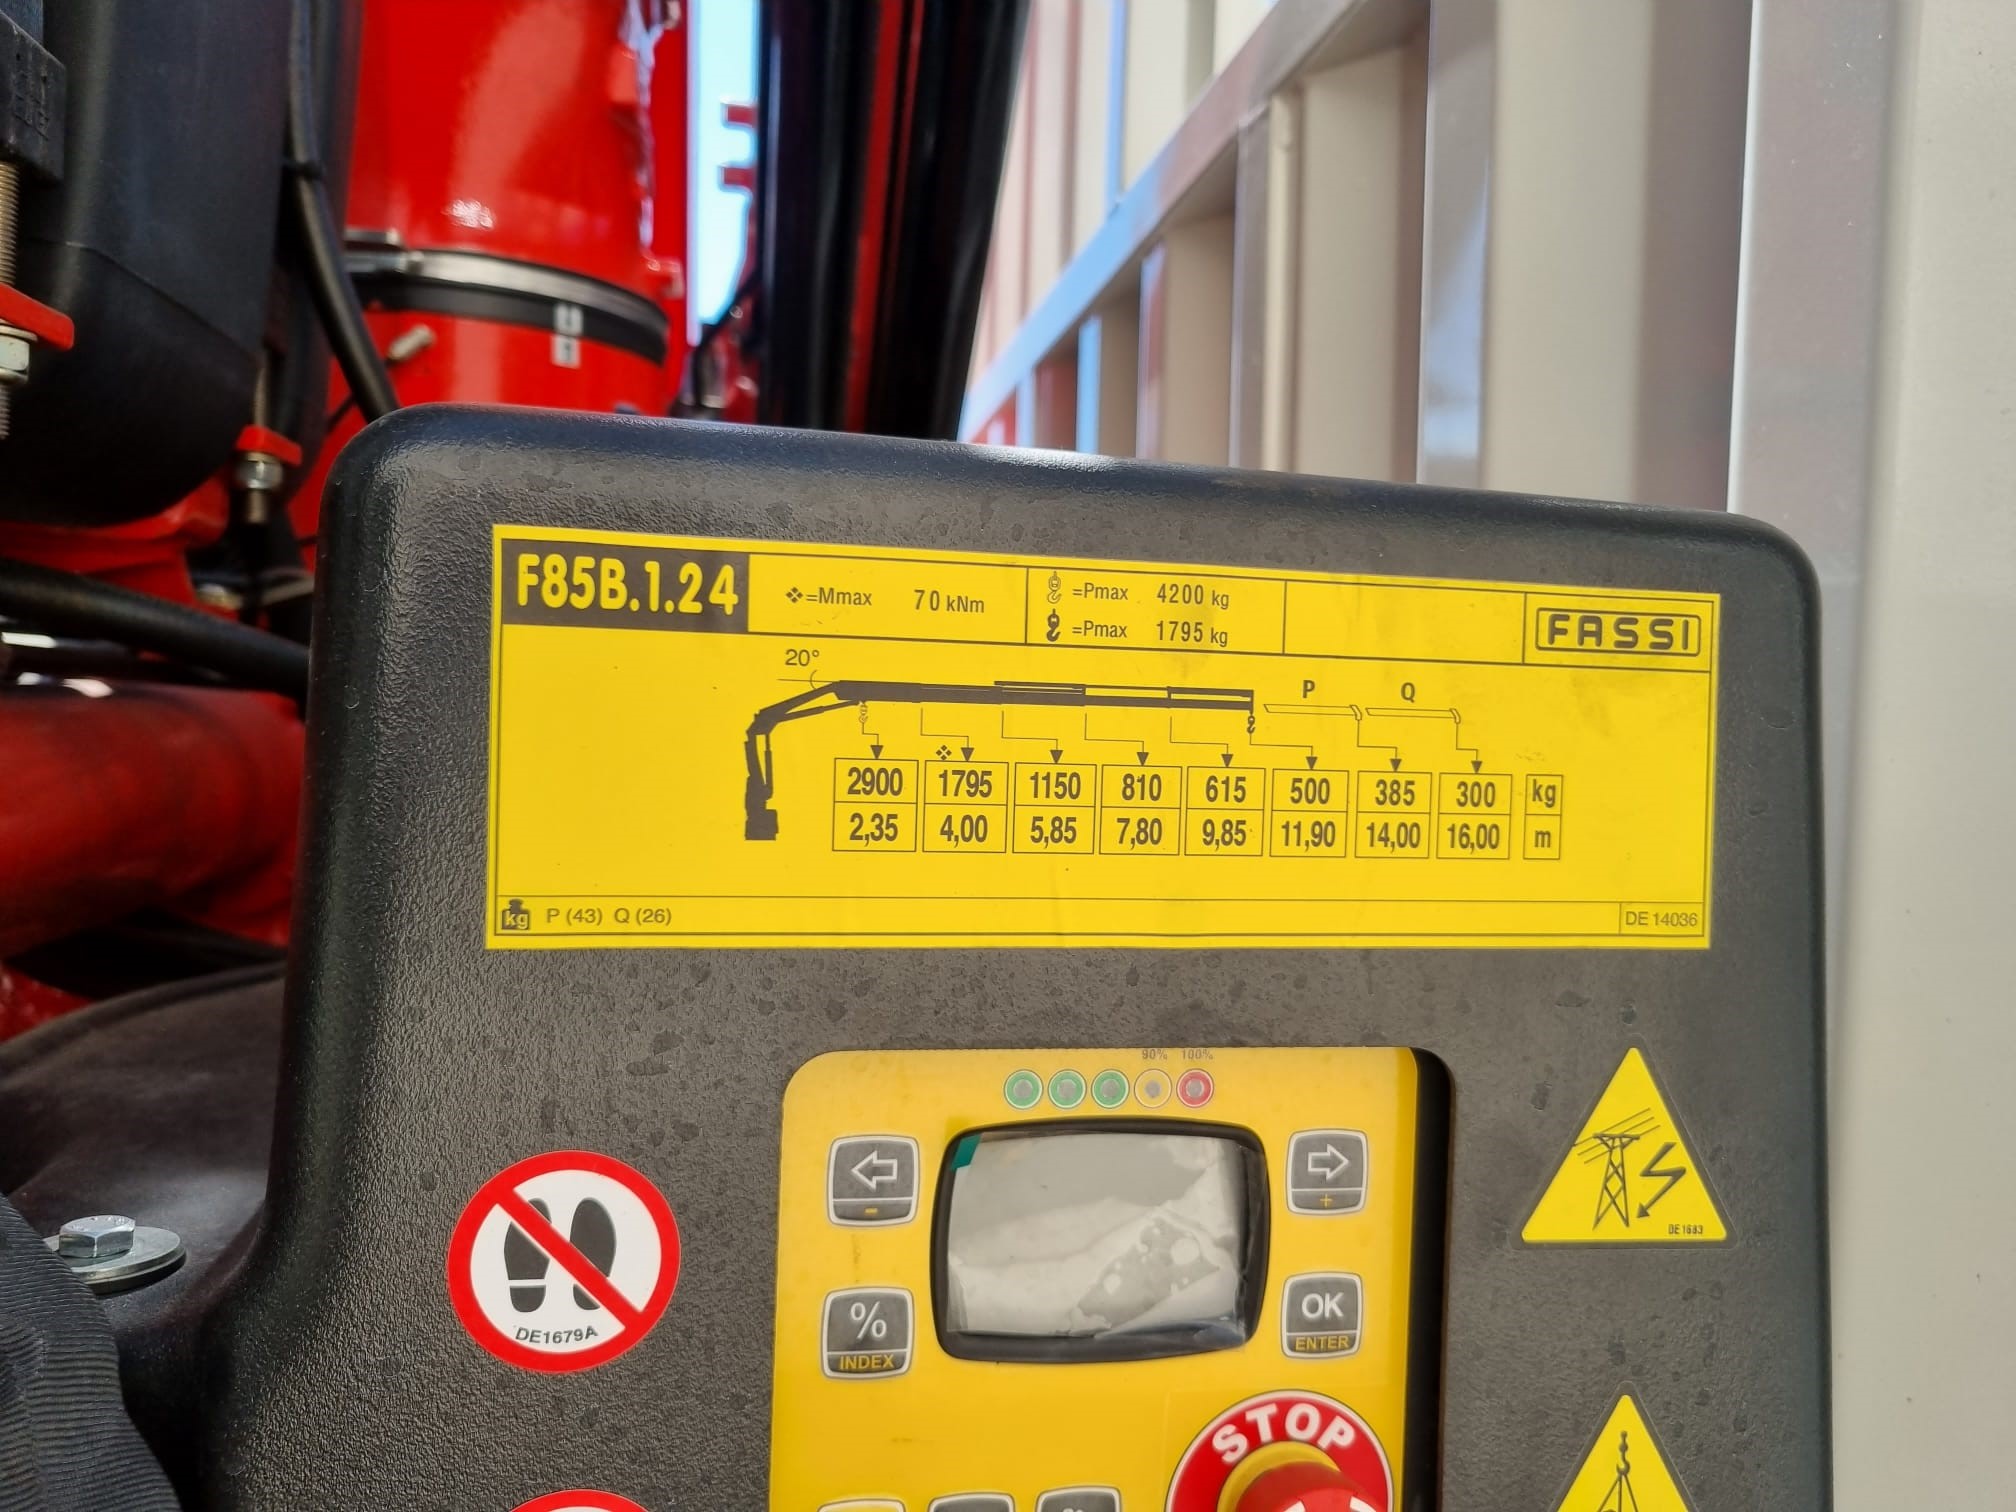 F85B.1.24
❖=Mmax 70 kNm
=Pmax 4200 kg
=Pmax 1795 kg
FASSI
20°
P Q
❖
2900 1795 1150 810 615 500 385 300 kg
2,35 4,00 5,85 7,80 9,85 11,90 14,00 16,00 m
kg P (43) Q (26)
DE 14036
90% 100%
-
+
%
INDEX
OK
ENTER
STOP
DE1679A
DE 1683